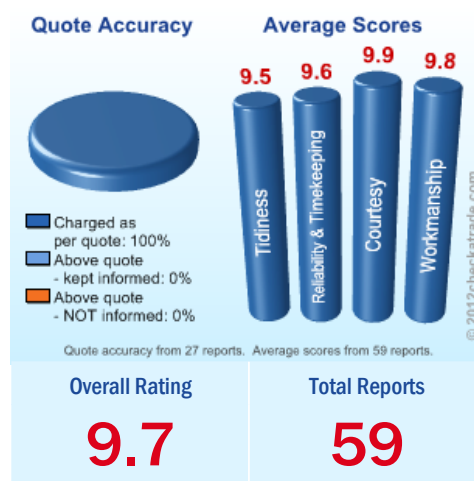 Quote Accuracy
Average Scores
9.5
9.6
9.9
9.8
Tidiness
Reliability & Timekeeping
Courtesy
Workmanship
Charged as
per quote: 100%
Above quote
- kept informed: 0%
Above quote
- NOT informed: 0%
© 2012checkatrade.com
Quote accuracy from 27 reports. Average scores from 59 reports.
Overall Rating
Total Reports
9.7
59